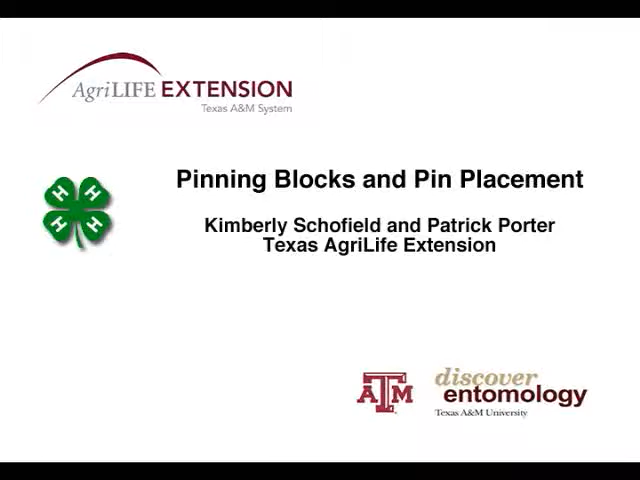 AgriLIFE EXTENSION
Texas A&M System
Pinning Blocks and Pin Placement
H H
H H
Kimberly Schofield and Patrick Porter
Texas AgriLife Extension
ATM
discover
entomology
Texas A&M University